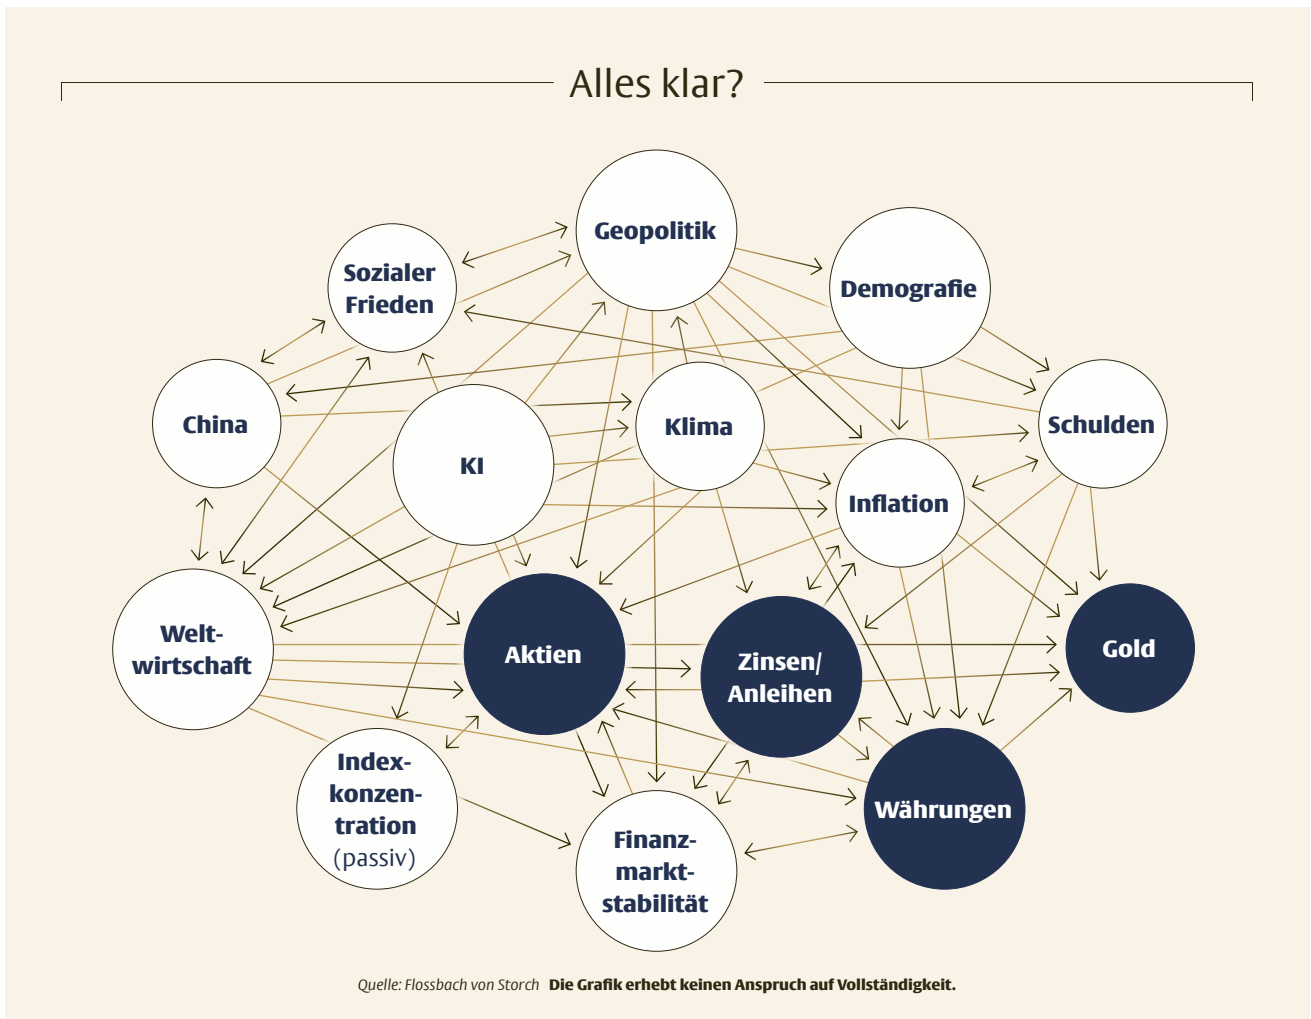 Alles klar?
Geopolitik
Sozialer
Frieden
Demografie
China
KI
Klima
Schulden
Inflation
Welt-
wirtschaft
Aktien
Zinsen/
Anleihen
Gold
Index-
konzen-
tration
(passiv)
Finanz-
markt-
stabilität
Währungen
Quelle: Flossbach von Storch Die Grafik erhebt keinen Anspruch auf Vollständigkeit.